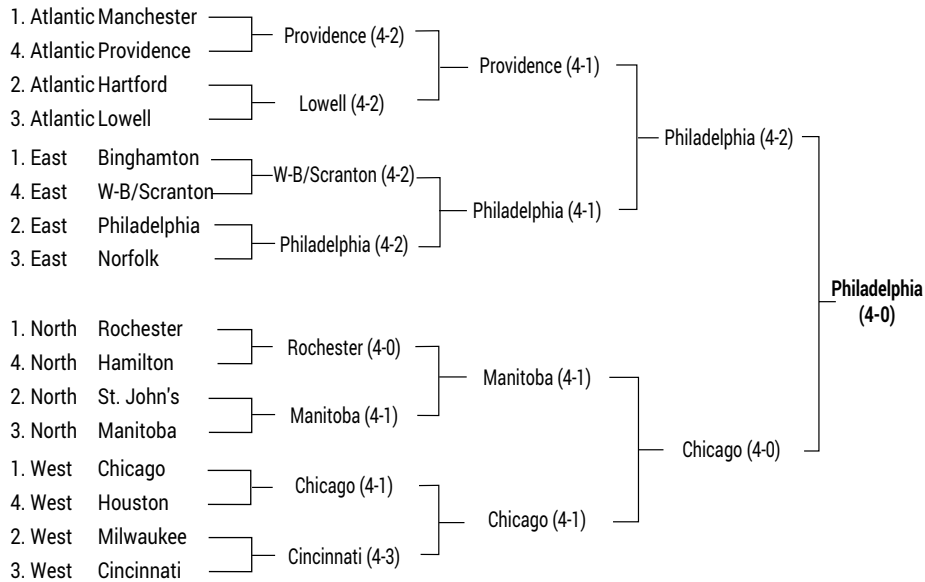 1. Atlantic Manchester
4. Atlantic Providence
2. Atlantic Hartford
3. Atlantic Lowell
1. East Binghamton
4. East W-B/Scranton
2. East Philadelphia
3. East Norfolk
1. North Rochester
4. North Hamilton
2. North St. John's
3. North Manitoba
1. West Chicago
4. West Houston
2. West Milwaukee
3. West Cincinnati
Providence (4-2)
Lowell (4-2)
W-B/Scranton (4-2)
Philadelphia (4-2)
Rochester (4-0)
Manitoba (4-1)
Chicago (4-1)
Cincinnati (4-3)
Providence (4-1)
Philadelphia (4-1)
Manitoba (4-1)
Chicago (4-1)
Philadelphia (4-2)
Chicago (4-0)
Philadelphia
(4-0)